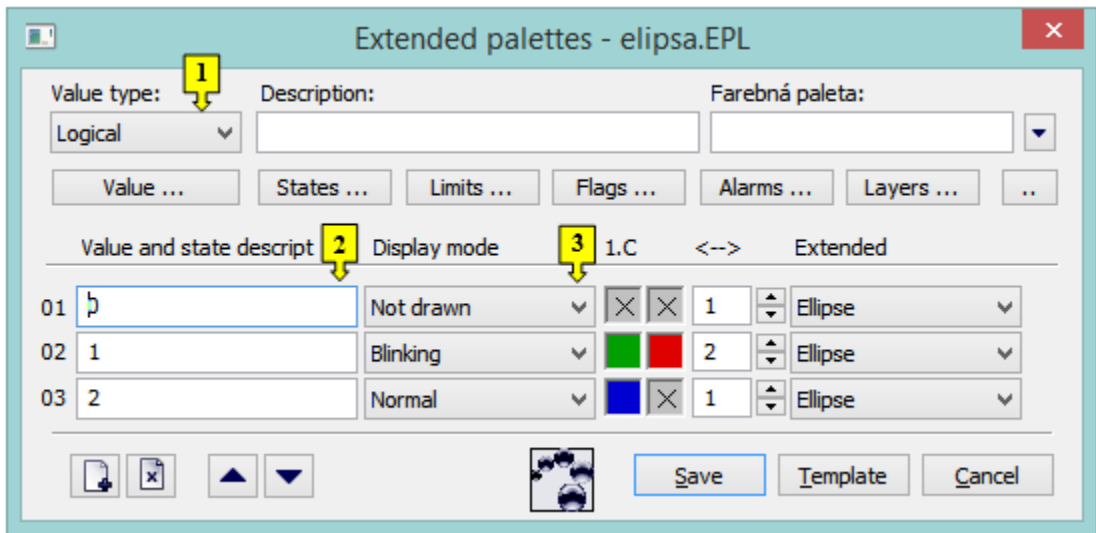 Extended palettes - elipsa.EPL
1
Value type: Description: Farebná paleta:
Logical
Value ... States ... Limits ... Flags ... Alarms ... Layers ... ..
Value and state descript 2 Display mode 3 1.C <--> Extended
01 0 Not drawn 1 Ellipse
02 1 Blinking 2 Ellipse
03 2 Normal 1 Ellipse
Save Template Cancel